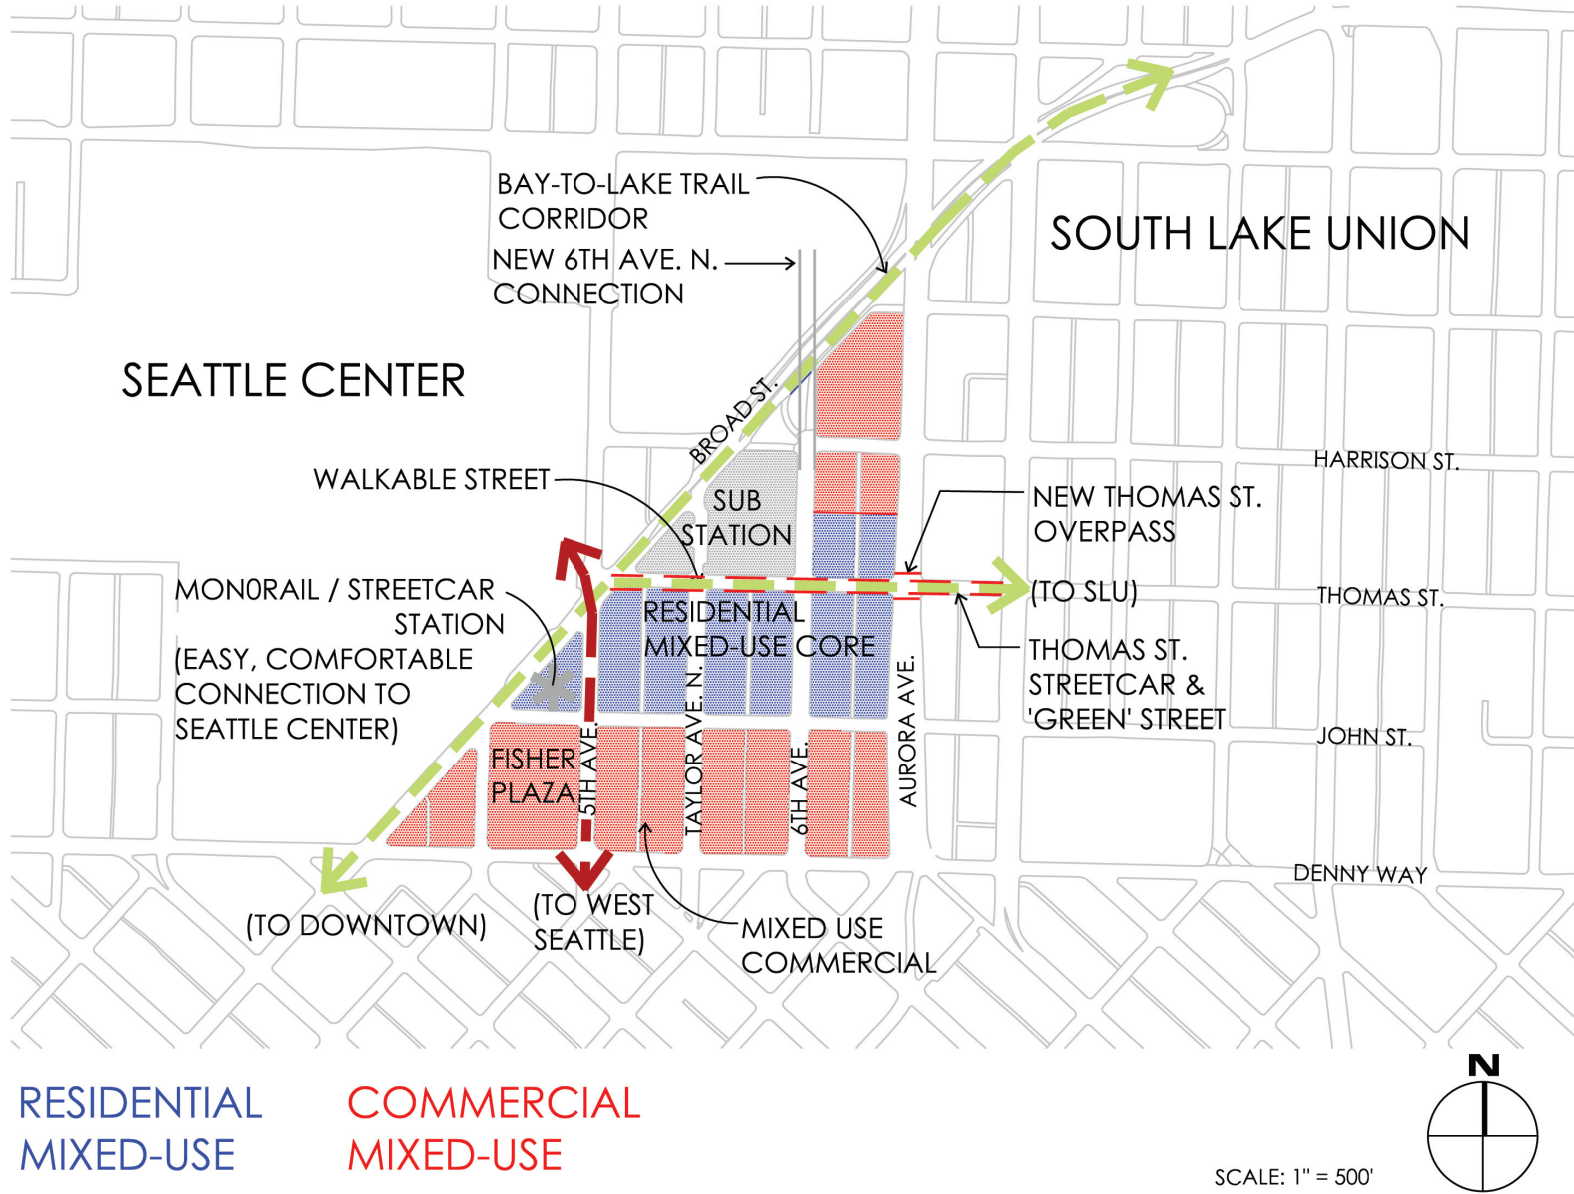 BAY-TO-LAKE TRAIL
CORRIDOR
NEW 6TH AVE. N.
CONNECTION
SOUTH LAKE UNION
SEATTLE CENTER
BROAD ST.
WALKABLE STREET
SUB
STATION
HARRISON ST.
NEW THOMAS ST.
OVERPASS
MON0RAIL / STREETCAR
STATION
(EASY, COMFORTABLE
CONNECTION TO
SEATTLE CENTER)
(TO SLU)
THOMAS ST.
RESIDENTIAL
MIXED-USE CORE
THOMAS ST.
STREETCAR &
'GREEN' STREET
JOHN ST.
FISHER
PLAZA
5TH AVE.
TAYLOR AVE. N.
6TH AVE.
AURORA AVE.
DENNY WAY
(TO DOWNTOWN)
(TO WEST
SEATTLE)
MIXED USE
COMMERCIAL
RESIDENTIAL
MIXED-USE
COMMERCIAL
MIXED-USE
N
SCALE: 1" = 500'